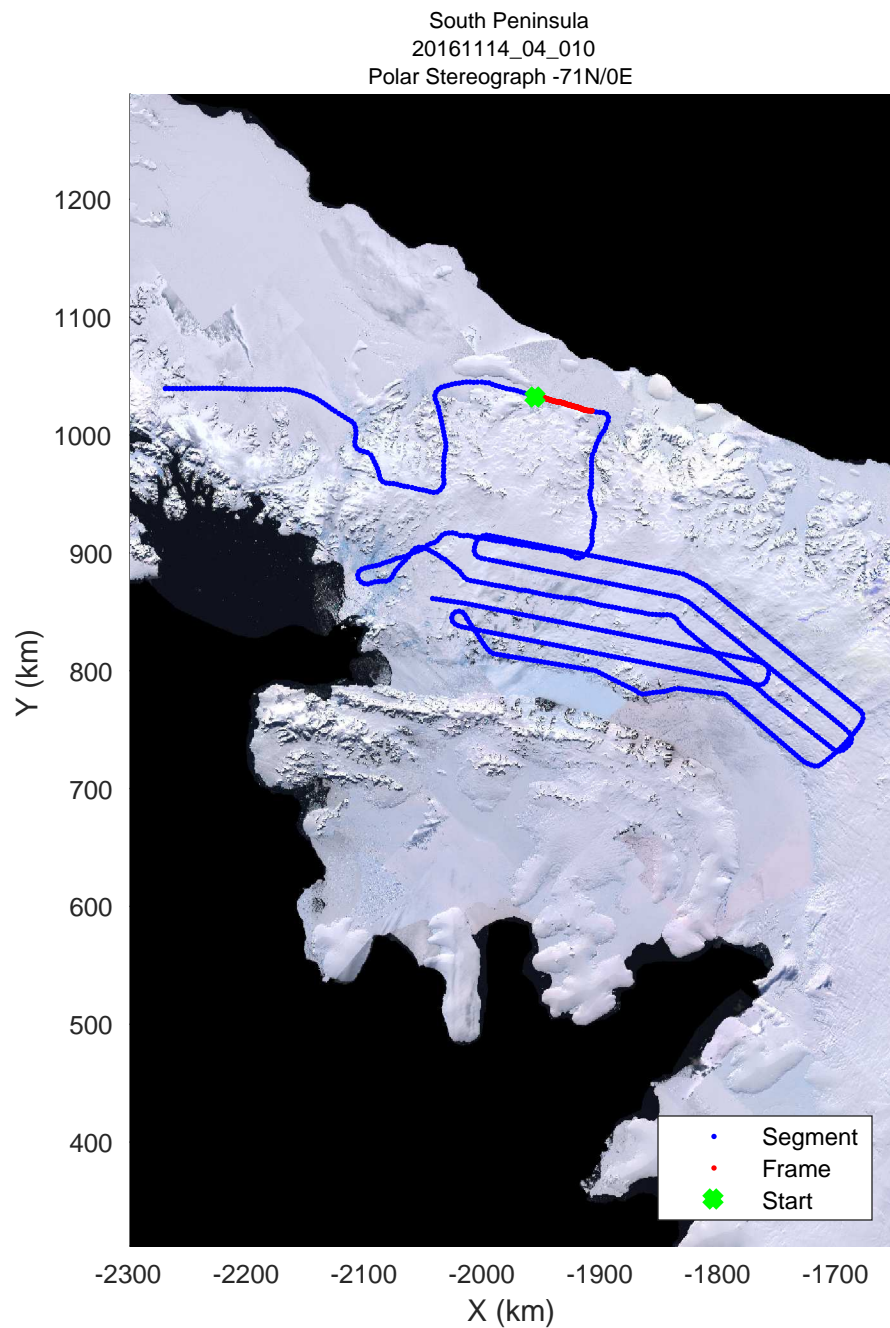 South Peninsula
20161114_04_010
Polar Stereograph -71N/0E
1200
1100
1000
900
800
700
600
500
400
Y (km)
-2300 -2200 -2100 -2000 -1900 -1800 -1700
X (km)
Segment
Frame
Start